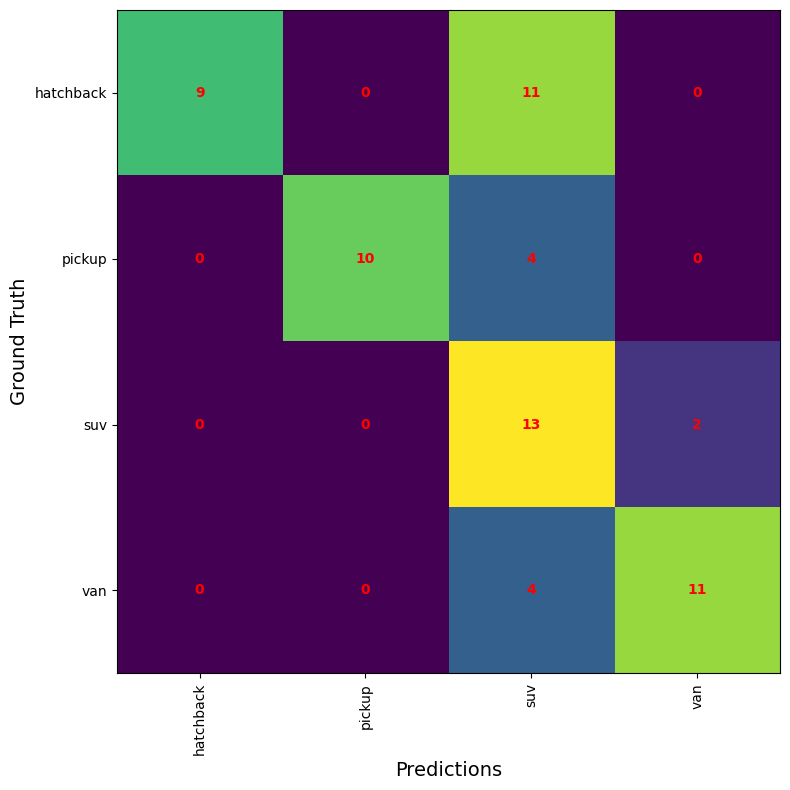 hatchback 9 0 11 0
pickup 0 10 4 0
suv 0 0 13 2
van 0 0 4 11
hatchback pickup suv van
Predictions
Ground Truth